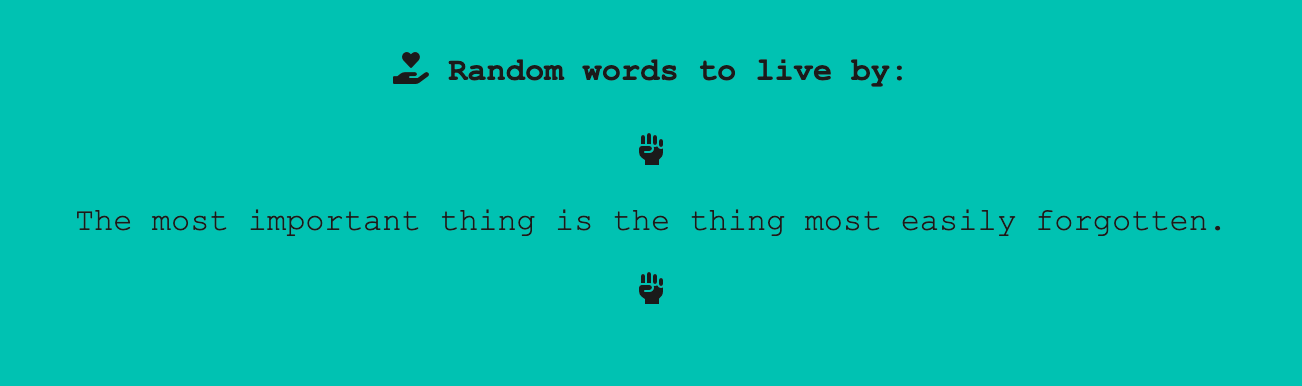 Random words to live by:
The most important thing is the thing most easily forgotten.